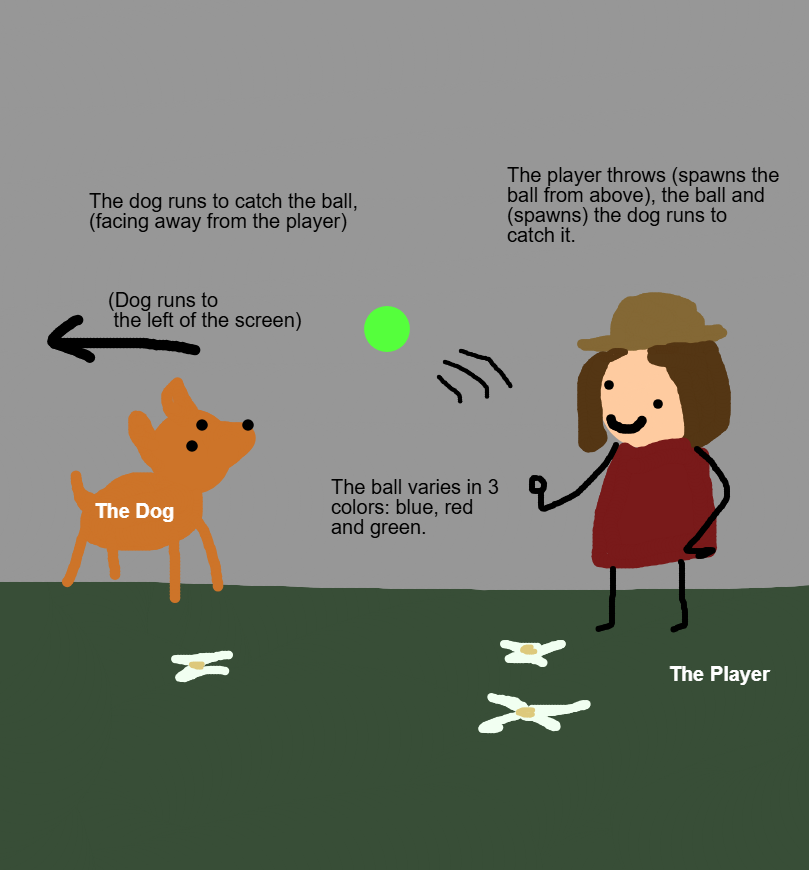 The player throws (spawns the
ball from above), the ball and
(spawns) the dog runs to
catch it.
The dog runs to catch the ball,
(facing away from the player)
(Dog runs to
the left of the screen)
The ball varies in 3
colors: blue, red
and green.
The Dog
The Player